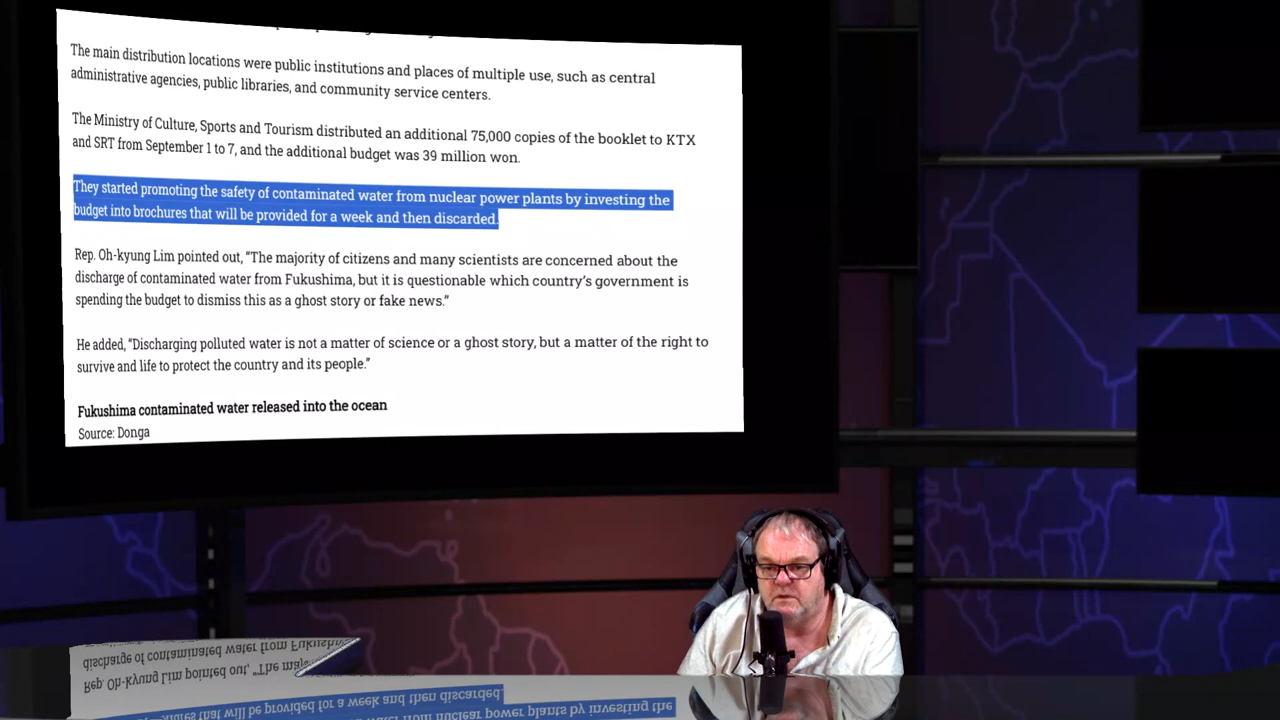 The main distribution locations were public institutions and places of multiple use, such as central
administrative agencies, public libraries, and community service centers.
The Ministry of Culture, Sports and Tourism distributed an additional 75,000 copies of the booklet to KTX
and SRT from September 1 to 7, and the additional budget was 39 million won.
They started promoting the safety of contaminated water from nuclear power plants by investing the
budget into brochures that will be provided for a week and then discarded.
Rep. Oh-kyung Lim pointed out, “The majority of citizens and many scientists are concerned about the
discharge of contaminated water from Fukushima, but it is questionable which country’s government is
spending the budget to dismiss this as a ghost story or fake news.”
He added, “Discharging polluted water is not a matter of science or a ghost story, but a matter of the right to
survive and life to protect the country and its people.”
Fukushima contaminated water released into the ocean
Source: Donga